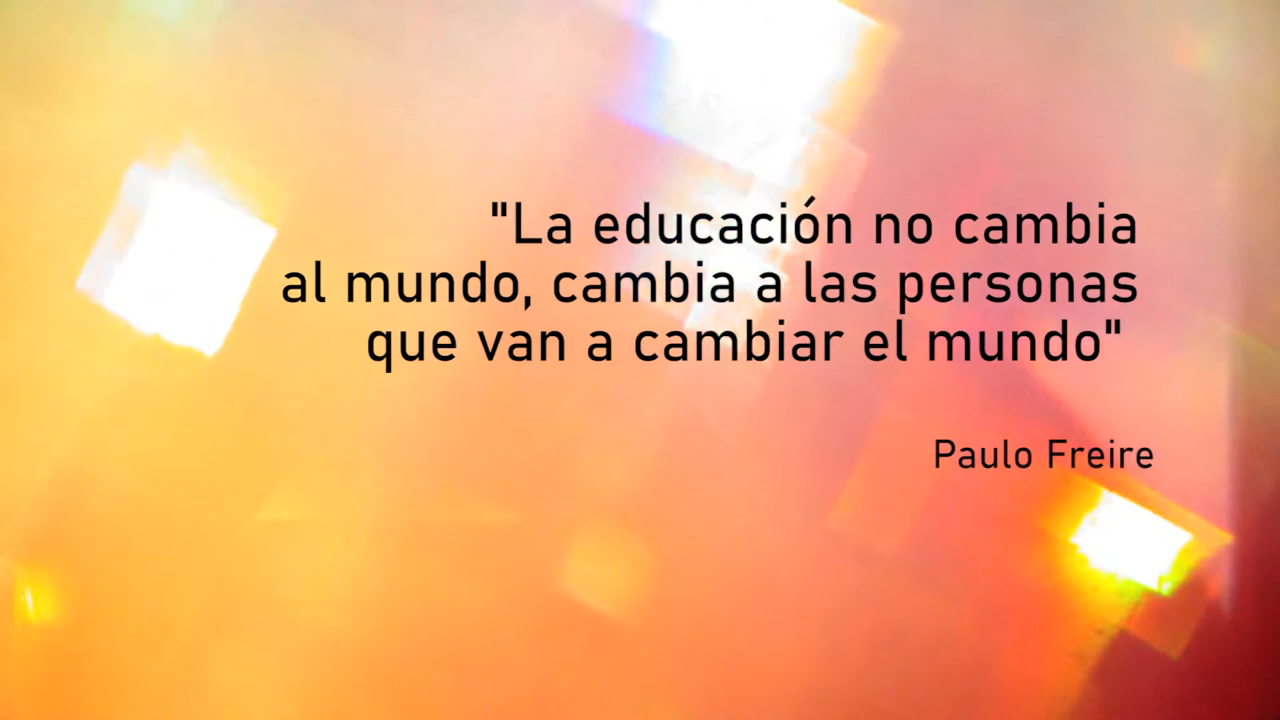 "La educación no cambia
al mundo, cambia a las personas
que van a cambiar el mundo"
Paulo Freire